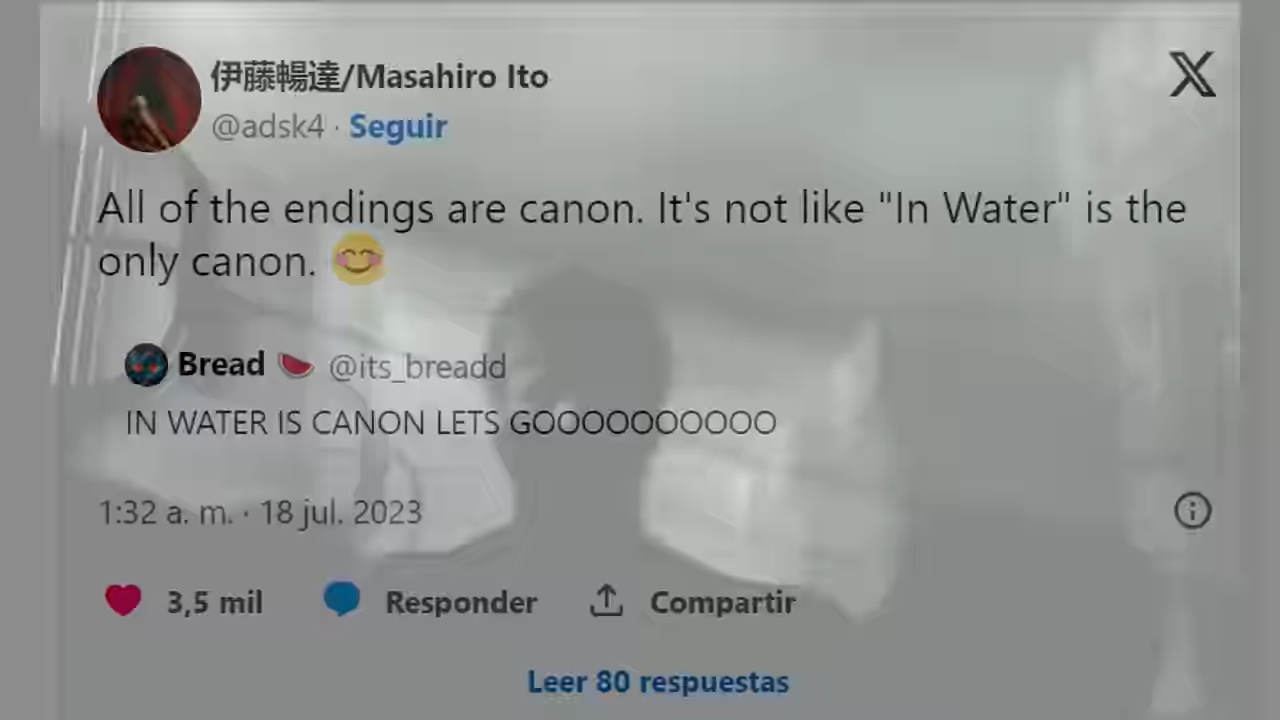 伊藤暢達/Masahiro Ito
@adsk4 · Seguir
All of the endings are canon. It's not like "In Water" is the
only canon. 😊
Bread 🍉 @its_breadd
IN WATER IS CANON LETS GOOOOOOOOOO
1:32 a. m. · 18 jul. 2023
3,5 mil Responder Compartir
Leer 80 respuestas